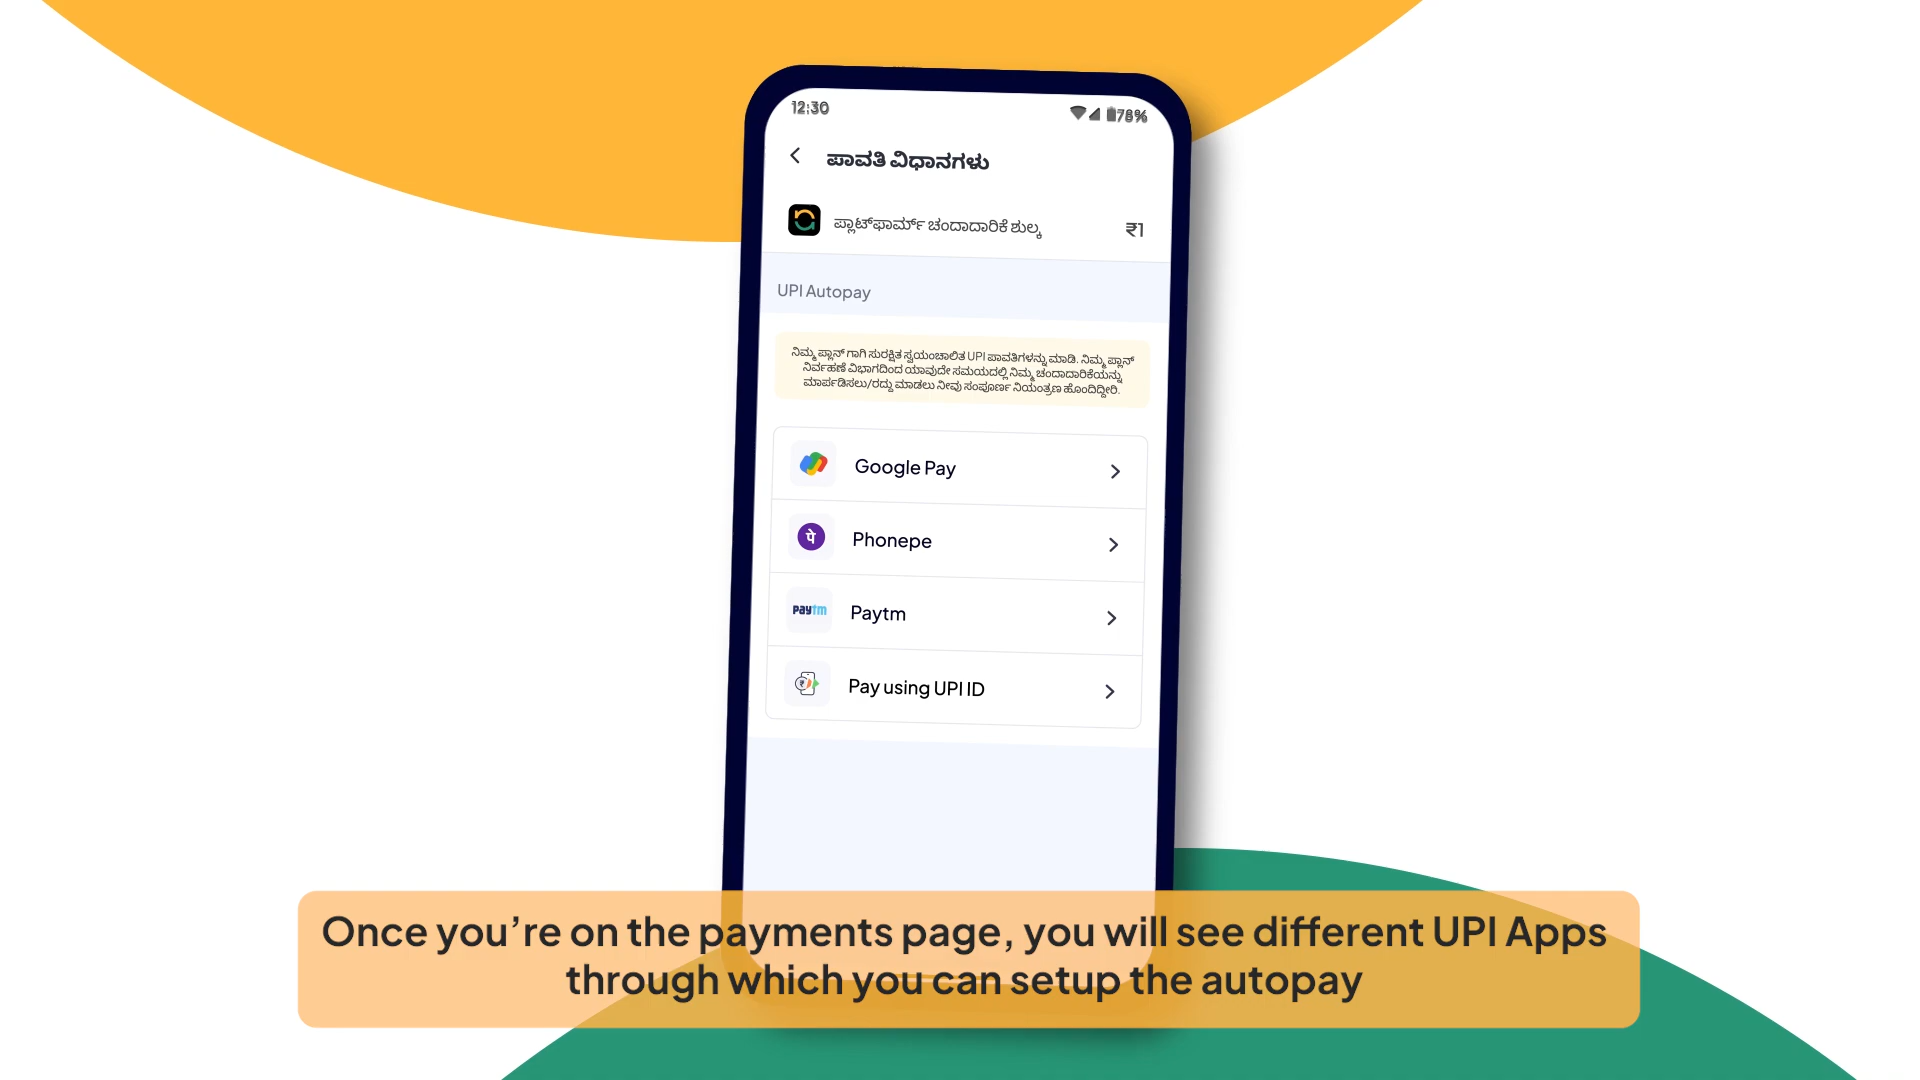 12:30
78%
ಪಾವತಿ ವಿಧಾನಗಳು
ಪ್ಲಾಟ್‌ಫಾರ್ಮ್ ಚಂದಾದಾರಿಕೆ ಶುಲ್ಕ ₹1
UPI Autopay
ನಿಮ್ಮ ಪ್ಲಾನ್ ಗಾಗಿ ಸುರಕ್ಷಿತ ಸ್ವಯಂಚಾಲಿತ UPI ಪಾವತಿಗಳನ್ನು ಮಾಡಿ. ನಿಮ್ಮ ಪ್ಲಾನ್
ನಿರ್ವಹಣೆ ವಿಭಾಗದಿಂದ ಯಾವುದೇ ಸಮಯದಲ್ಲಿ ನಿಮ್ಮ ಚಂದಾದಾರಿಕೆಯನ್ನು
ಮಾರ್ಪಡಿಸಲು/ರದ್ದು ಮಾಡಲು ನೀವು ಸಂಪೂರ್ಣ ನಿಯಂತ್ರಣ ಹೊಂದಿದ್ದೀರಿ.
Google Pay
पे Phonepe
paytm Paytm
Pay using UPI ID
Once you’re on the payments page, you will see different UPI Apps
through which you can setup the autopay